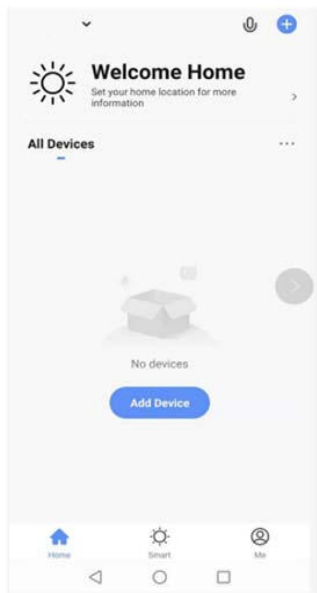 Welcome Home
Set your home location for more
information
All Devices
No devices
Add Device
Home
Smart
Me